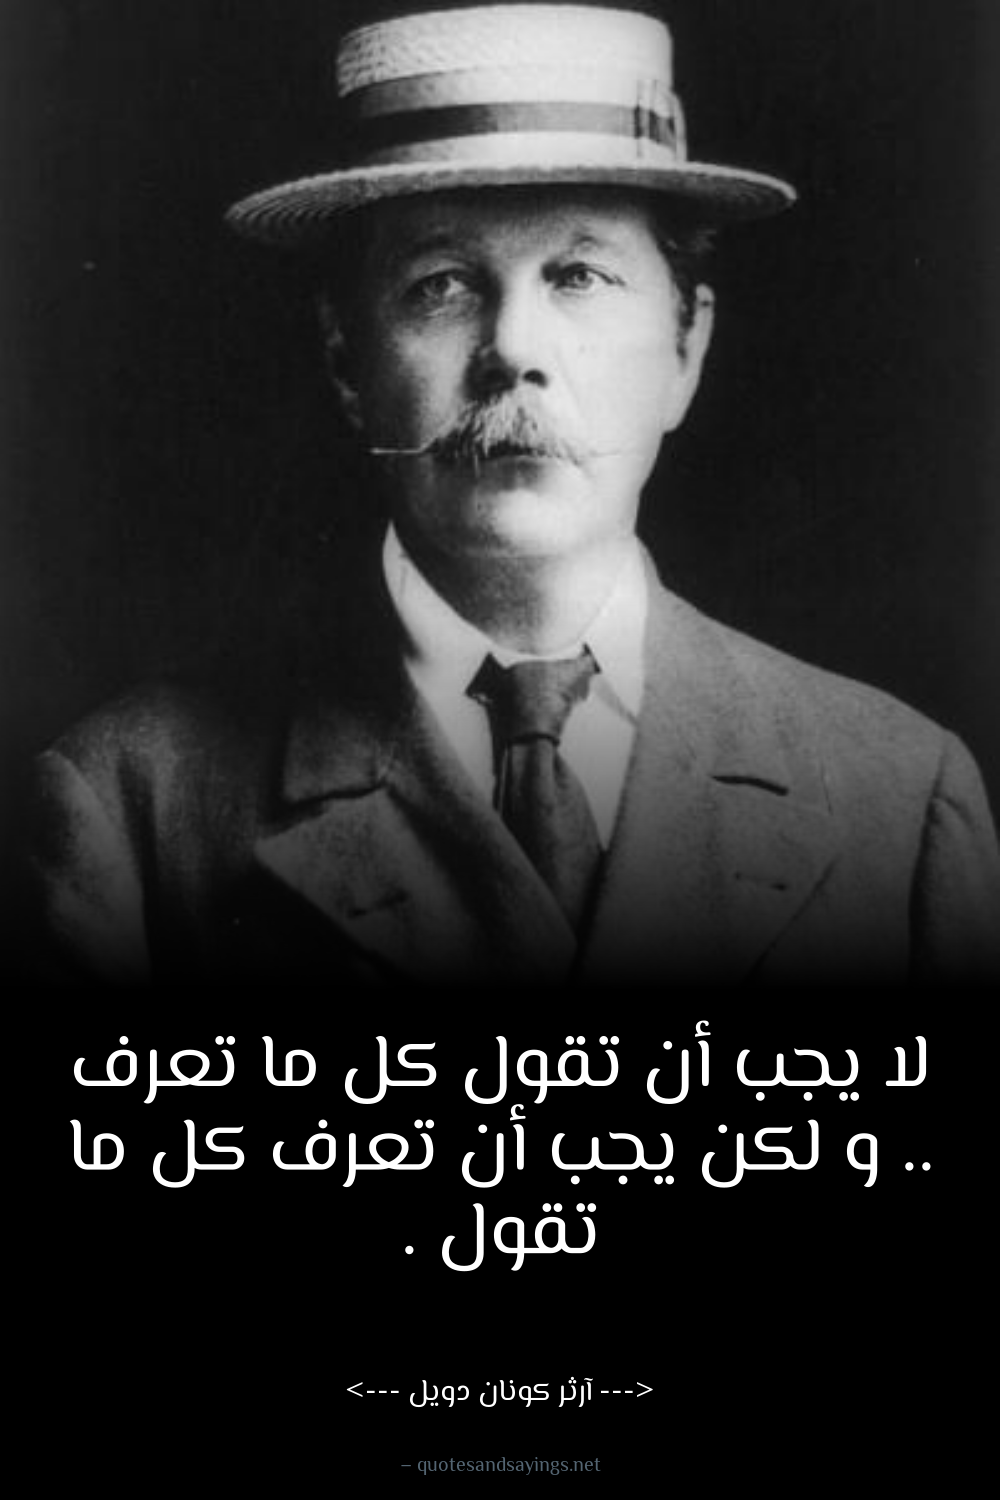 لا يجب أن تقول كل ما تعرف
.. و لكن يجب أن تعرف كل ما
تقول .
<--- آرثر كونان دويل --->
– quotesandsayings.net